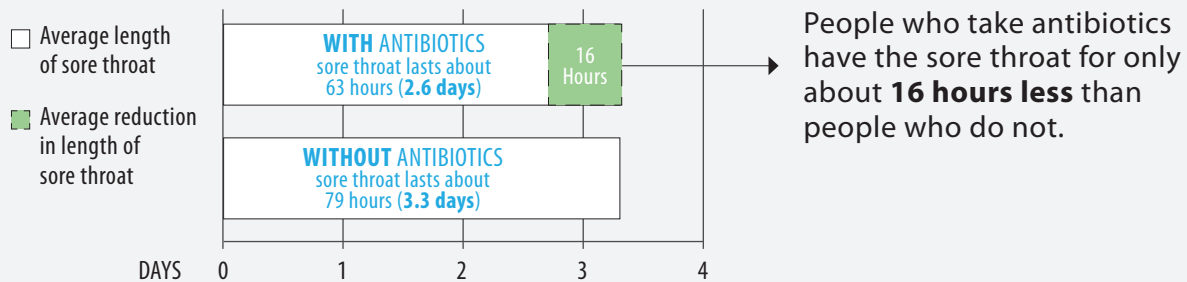 Average length
of sore throat
Average reduction
in length of
sore throat
WITH ANTIBIOTICS
sore throat lasts about
63 hours (2.6 days)
16
Hours
WITHOUT ANTIBIOTICS
sore throat lasts about
79 hours (3.3 days)
DAYS 0 1 2 3 4
People who take antibiotics
have the sore throat for only
about 16 hours less than
people who do not.